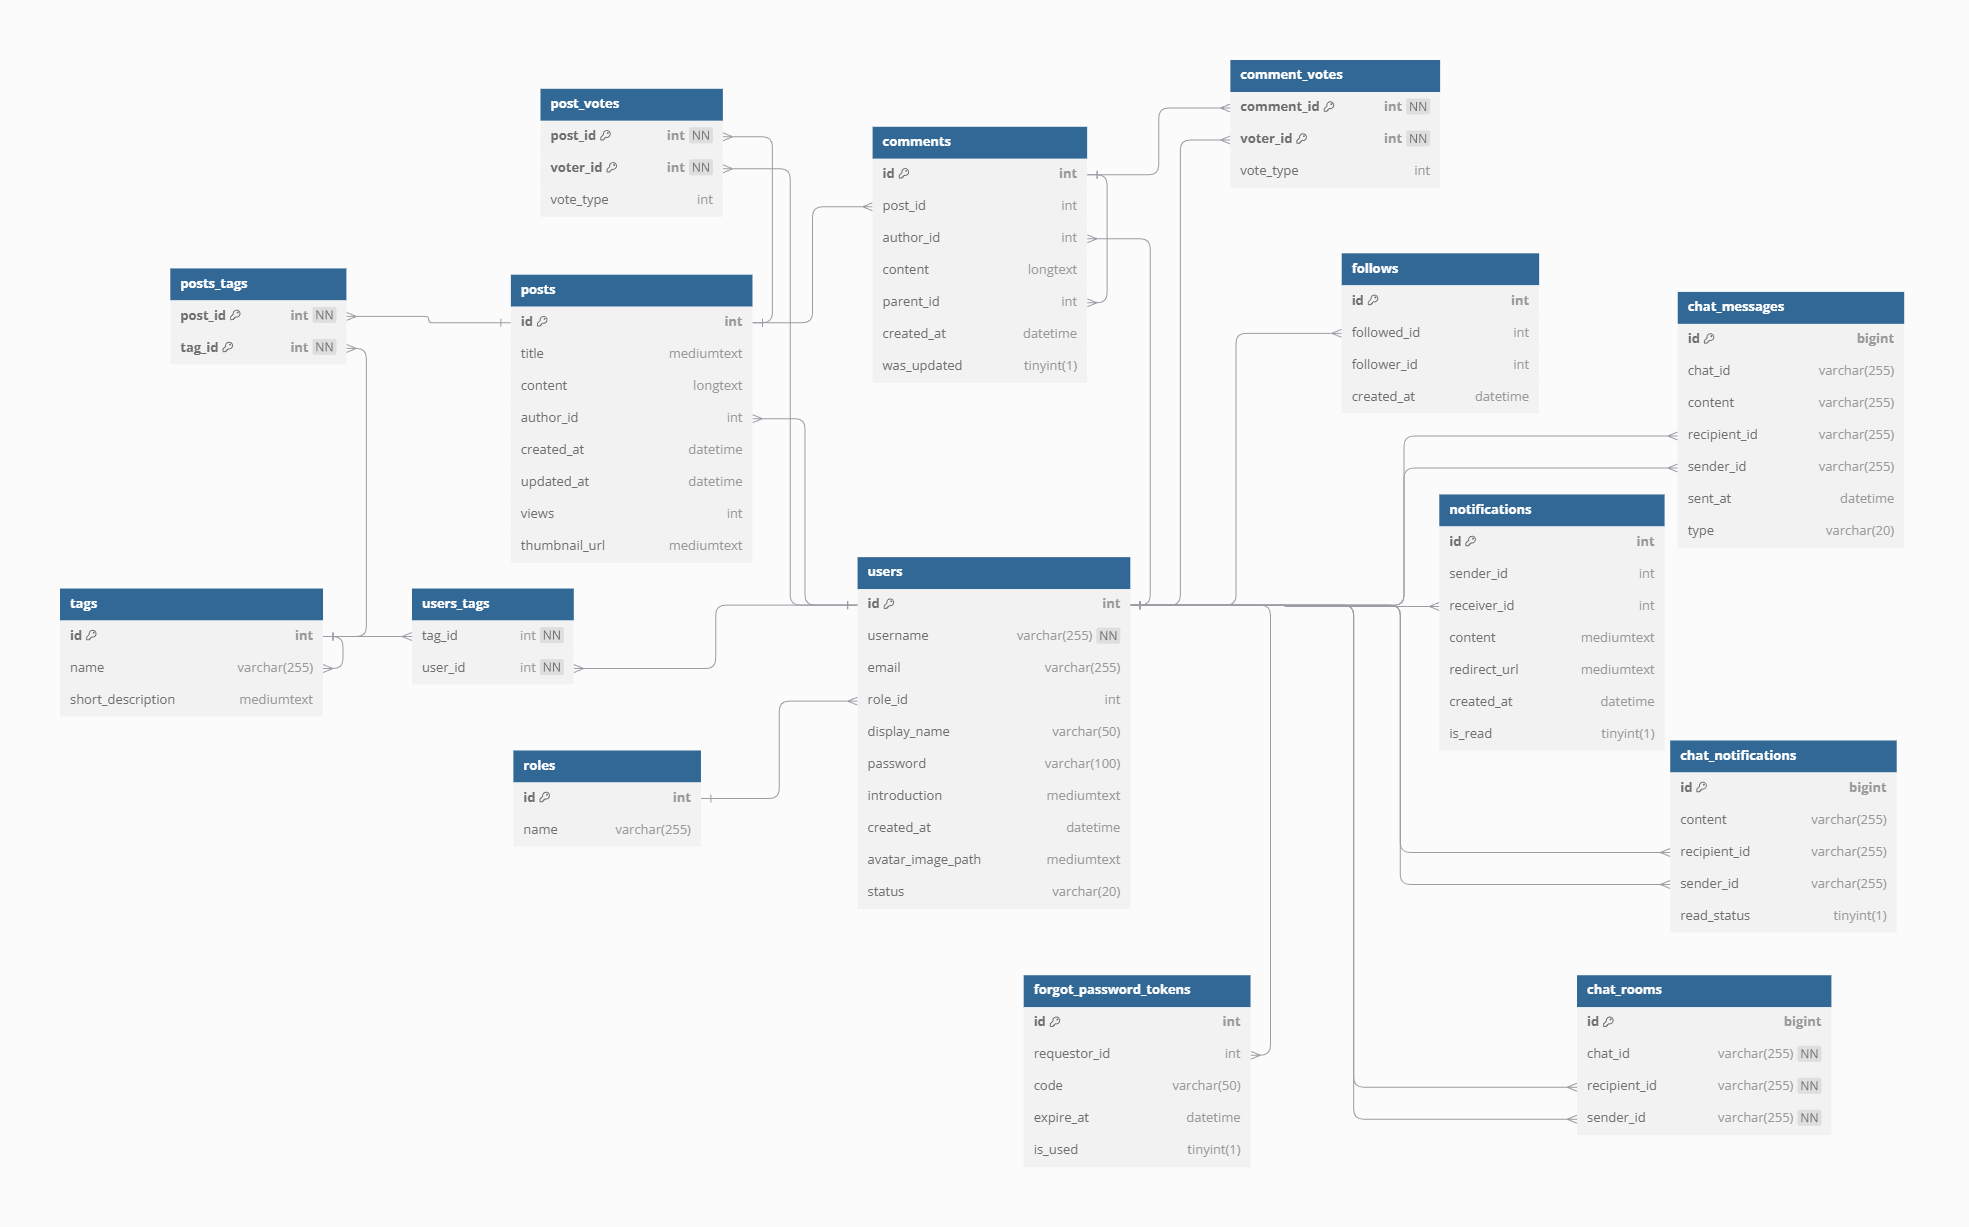 comment_votes
comment_id int NN
voter_id int NN
vote_type int
post_votes
post_id int NN
voter_id int NN
vote_type int
comments
id int
post_id int
author_id int
content longtext
parent_id int
created_at datetime
was_updated tinyint(1)
follows
id int
followed_id int
follower_id int
created_at datetime
posts_tags
post_id int NN
tag_id int NN
posts
id int
title mediumtext
content longtext
author_id int
created_at datetime
updated_at datetime
views int
thumbnail_url mediumtext
chat_messages
id bigint
chat_id varchar(255)
content varchar(255)
recipient_id varchar(255)
sender_id varchar(255)
sent_at datetime
type varchar(20)
notifications
id int
sender_id int
receiver_id int
content mediumtext
redirect_url mediumtext
created_at datetime
is_read tinyint(1)
tags
id int
name varchar(255)
short_description mediumtext
users_tags
tag_id int NN
user_id int NN
users
id int
username varchar(255) NN
email varchar(255)
role_id int
display_name varchar(50)
password varchar(100)
introduction mediumtext
created_at datetime
avatar_image_path mediumtext
status varchar(20)
roles
id int
name varchar(255)
chat_notifications
id bigint
content varchar(255)
recipient_id varchar(255)
sender_id varchar(255)
read_status tinyint(1)
forgot_password_tokens
id int
requestor_id int
code varchar(50)
expire_at datetime
is_used tinyint(1)
chat_rooms
id bigint
chat_id varchar(255) NN
recipient_id varchar(255) NN
sender_id varchar(255) NN